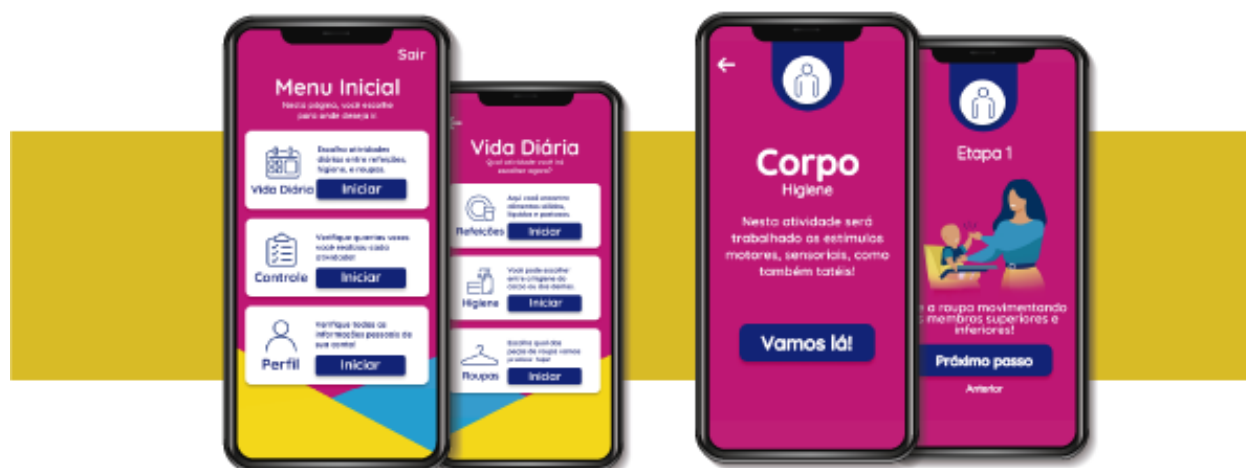 Sair
Menu Inicial
Nesta página, você escolhe
para onde deseja ir.
Escolha atividades
diárias entre refeições,
higiene, e roupas.
Vida Diária
Iniciar
Verifique quantas vezes
você realizou cada
atividade!
Controle
Iniciar
Verifique todas as
informações pessoais de
sua conta!
Perfil
Iniciar
Vida Diária
Qual atividade você irá
escolher agora?
Aqui você encontra
alimentos sólidos,
líquidos e pastosos.
Refeições
Iniciar
Você pode escolher
entre a higiene do
corpo ou dos dentes.
Higiene
Iniciar
Escolha qual das
peças de roupa vamos
praticar hoje!
Roupas
Iniciar
Corpo
Higiene
Nesta atividade será
trabalhado os estímulos
motores, sensoriais, como
também táteis!
Vamos lá!
Etapa 1
e a roupa movimentando
s membros superiores e
inferiores!
Próximo passo
Anterior